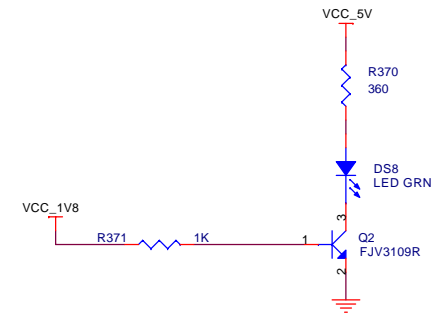 VCC_5V
R370
360
DS8
LED GRN
VCC_1V8
R371 1K
3
1
Q2
FJV3109R
2